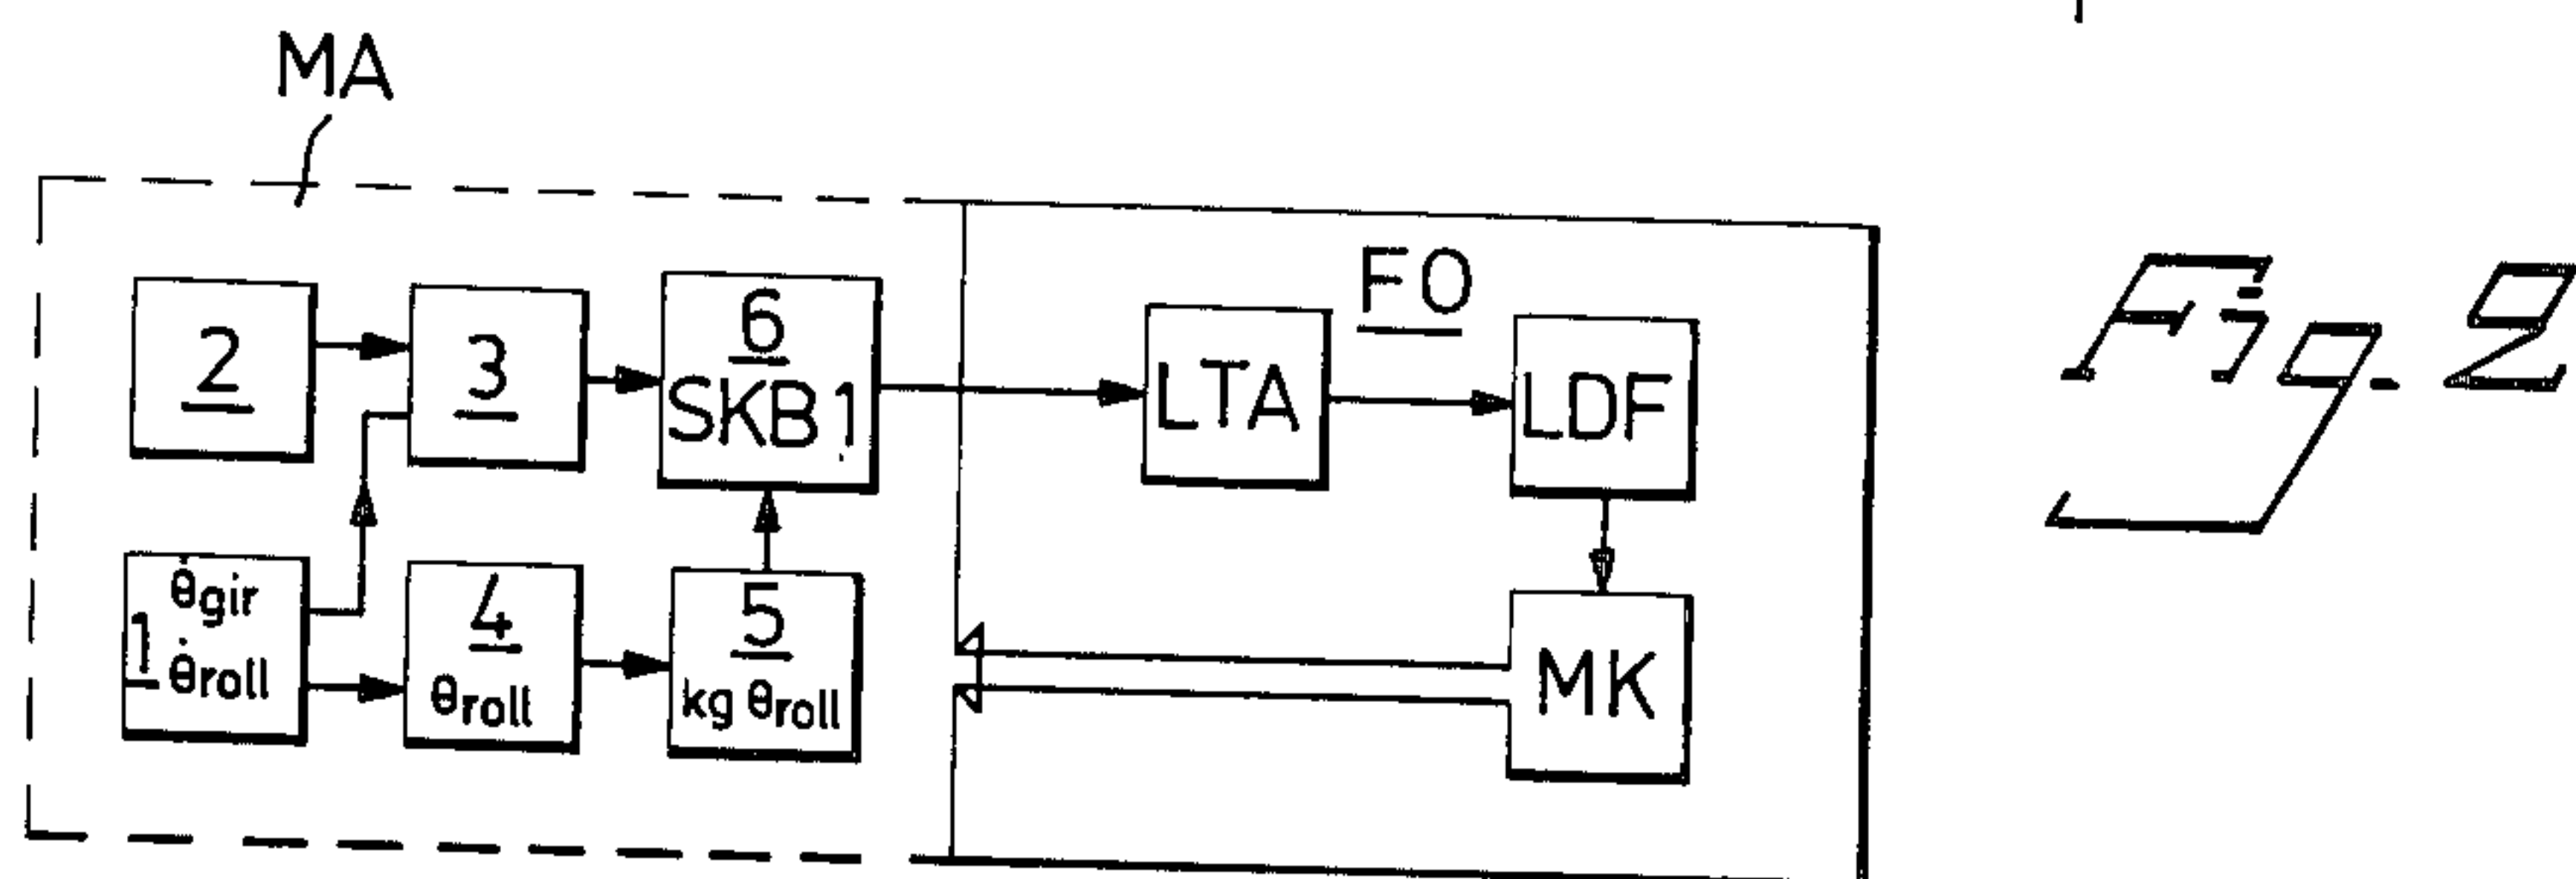 MA
FO
2
3
6
SKB1
LTA
LDF
1
θ̇gir
θ̇roll
4
θroll
5
kg θroll
MK
Fig. 2